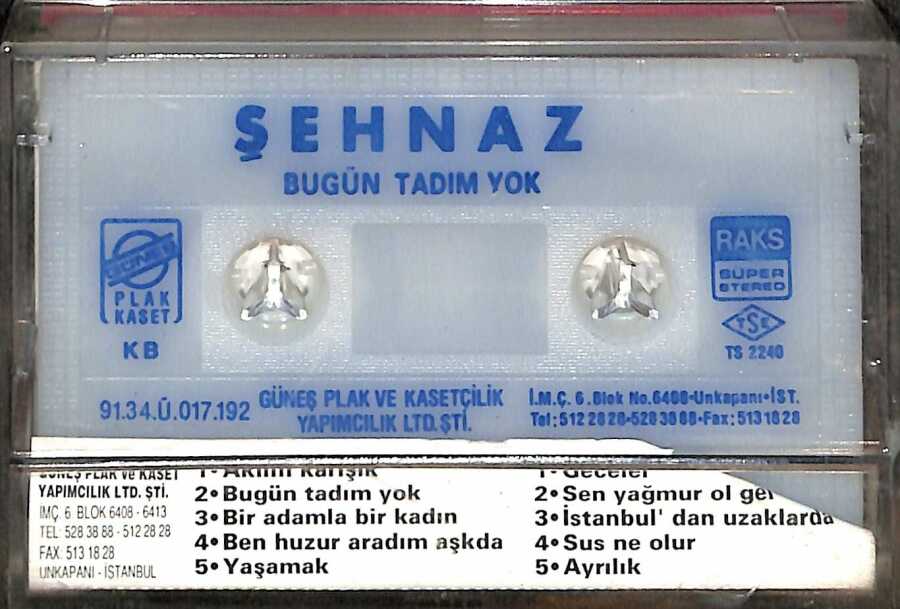 ŞEHNAZ
BUGÜN TADIM YOK
GÜNEŞ
PLAK
KASET
KB
RAKS
SÜPER
STEREO
TSE
TS 2240
91.34.Ü.017.192
GÜNEŞ PLAK VE KASETÇİLİK
YAPIMCILIK LTD.ŞTİ.
İ.M.Ç. 6.Blok No.6408•Unkapanı•İST.
Tel:512 28 28•528 38 88•Fax:513 18 28
GÜNEŞ PLAK VE KASET
YAPIMCILIK LTD. ŞTİ.
İMÇ. 6 BLOK 6408 - 6413
TEL: 528 38 88 - 512 28 28
FAX. 513 18 28
UNKAPANI - İSTANBUL
1• Aklım karışık
2• Bugün tadım yok
3• Bir adamla bir kadın
4• Ben huzur aradım aşkda
5• Yaşamak
1• Geceler
2• Sen yağmur ol gel
3• İstanbul' dan uzaklarda
4• Sus ne olur
5• Ayrılık